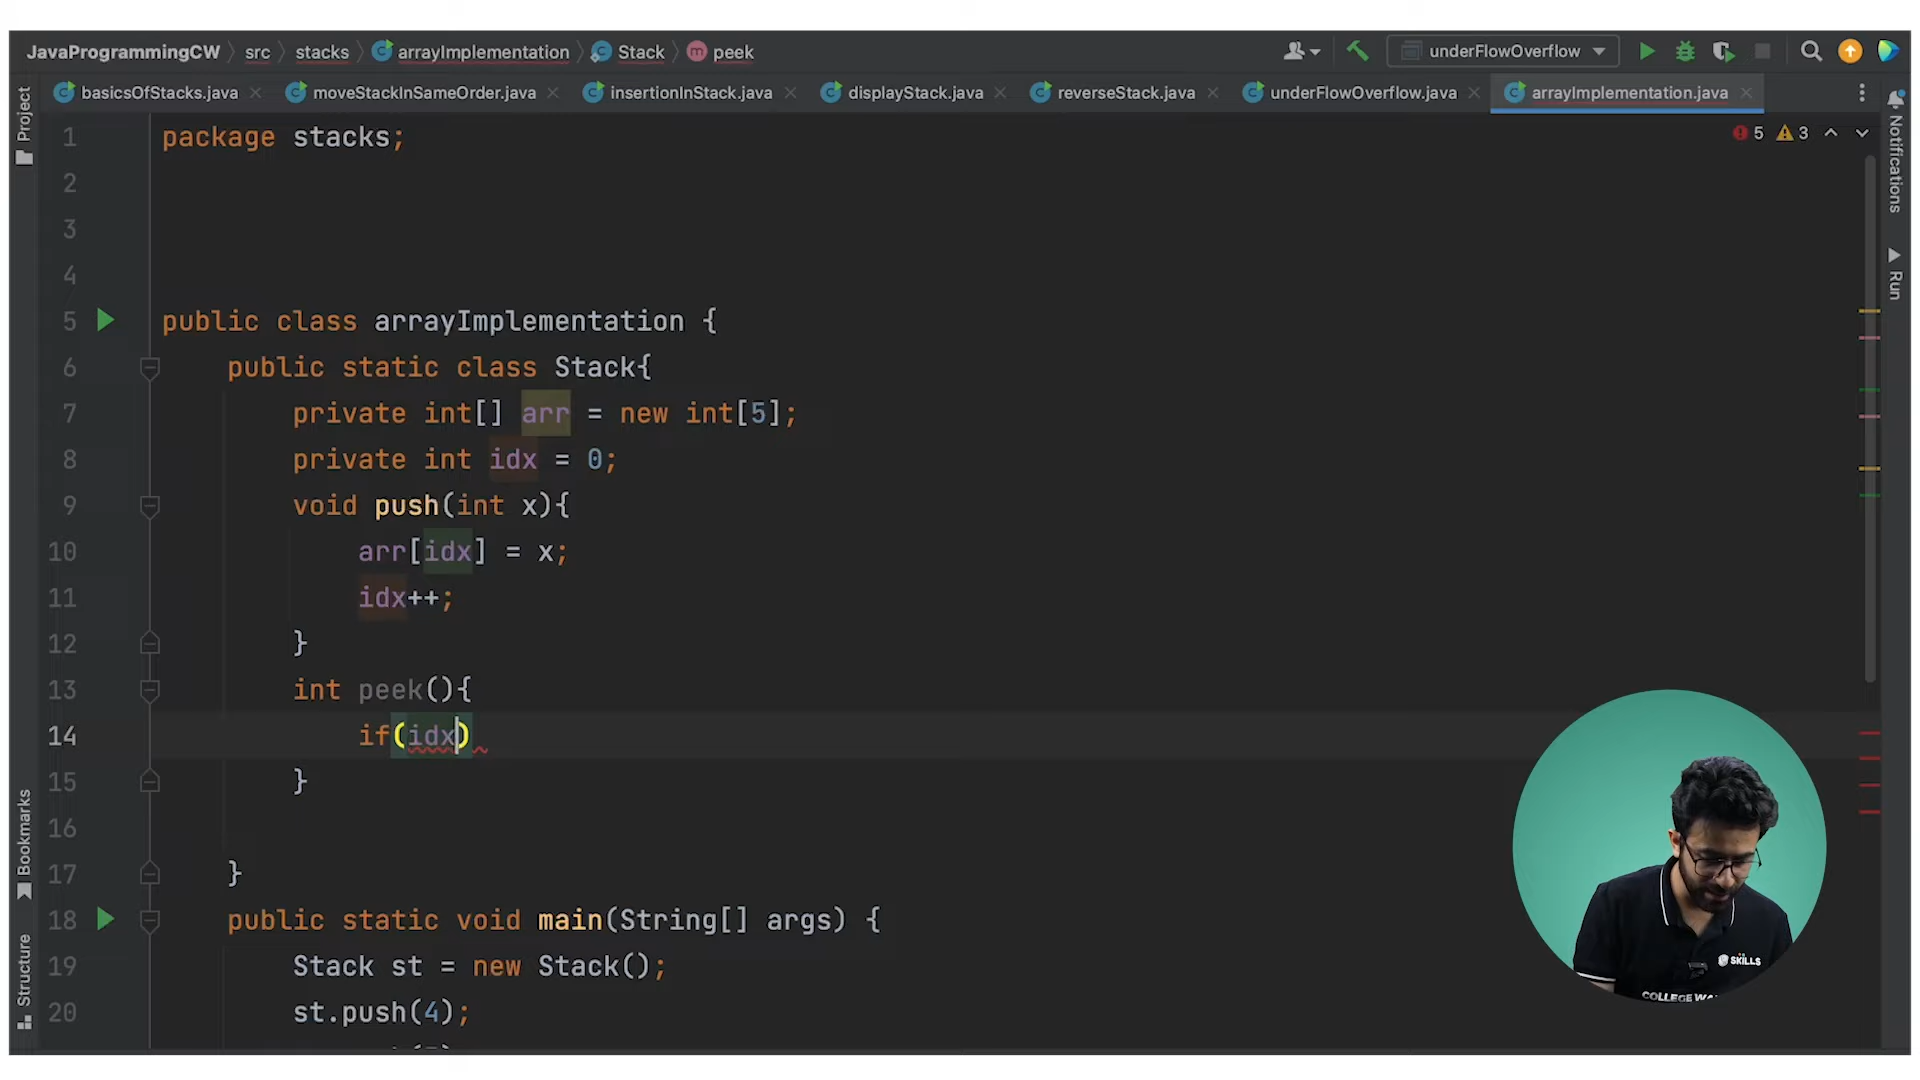 JavaProgrammingCW src stacks arrayImplementation Stack peek underFlowOverflow
basicsOfStacks.java moveStackInSameOrder.java insertionInStack.java displayStack.java reverseStack.java underFlowOverflow.java arrayImplementation.java
Project
Notifications
Run
Bookmarks
Structure
5 3
1 package stacks;
2
3
4
5 public class arrayImplementation {
6 public static class Stack{
7 private int[] arr = new int[5];
8 private int idx = 0;
9 void push(int x){
10 arr[idx] = x;
11 idx++;
12 }
13 int peek(){
14 if(idx)
15 }
16
17 }
18 public static void main(String[] args) {
19 Stack st = new Stack();
20 st.push(4);
SKILLS